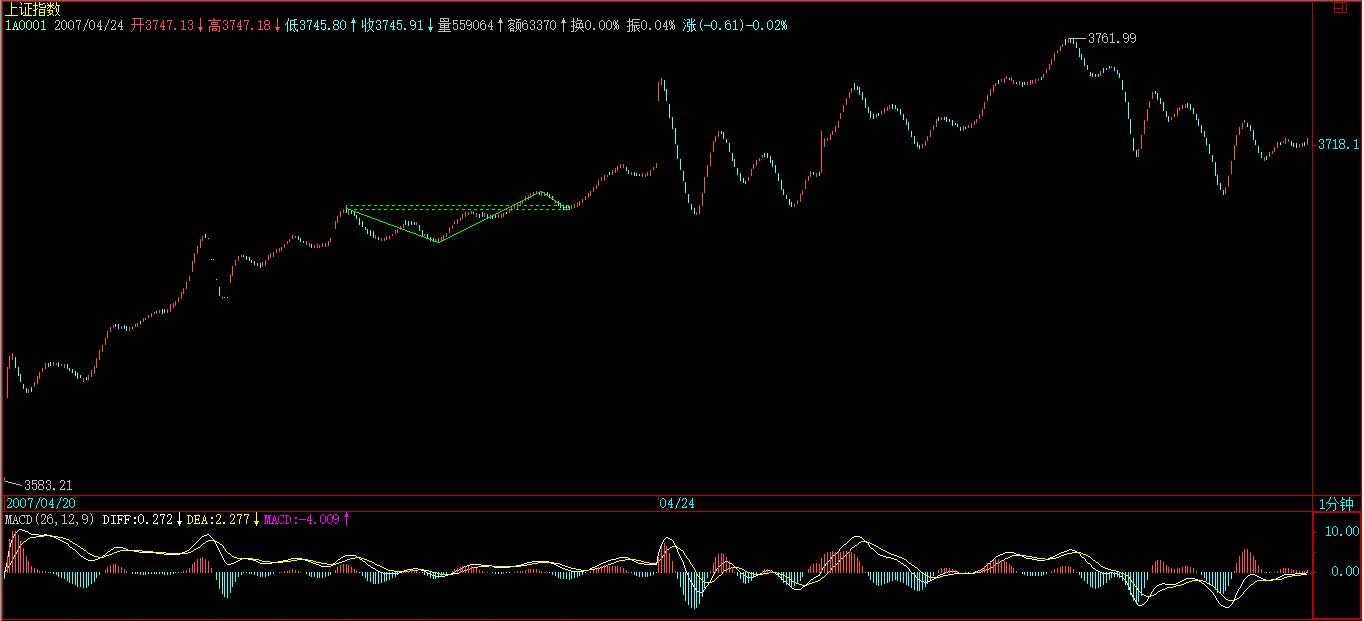 上证指数
1A0001 2007/04/24 开3747.13↓高3747.18↓低3745.80↑收3745.91↓量559064↑额63370↑换0.00% 振0.04% 涨(-0.61)-0.02%
3761.99
3718.1
3583.21
2007/04/20 04/24 1分钟
MACD(26,12,9) DIFF:0.272↓DEA:2.277↓MACD:-4.009↑
10.00
0.00